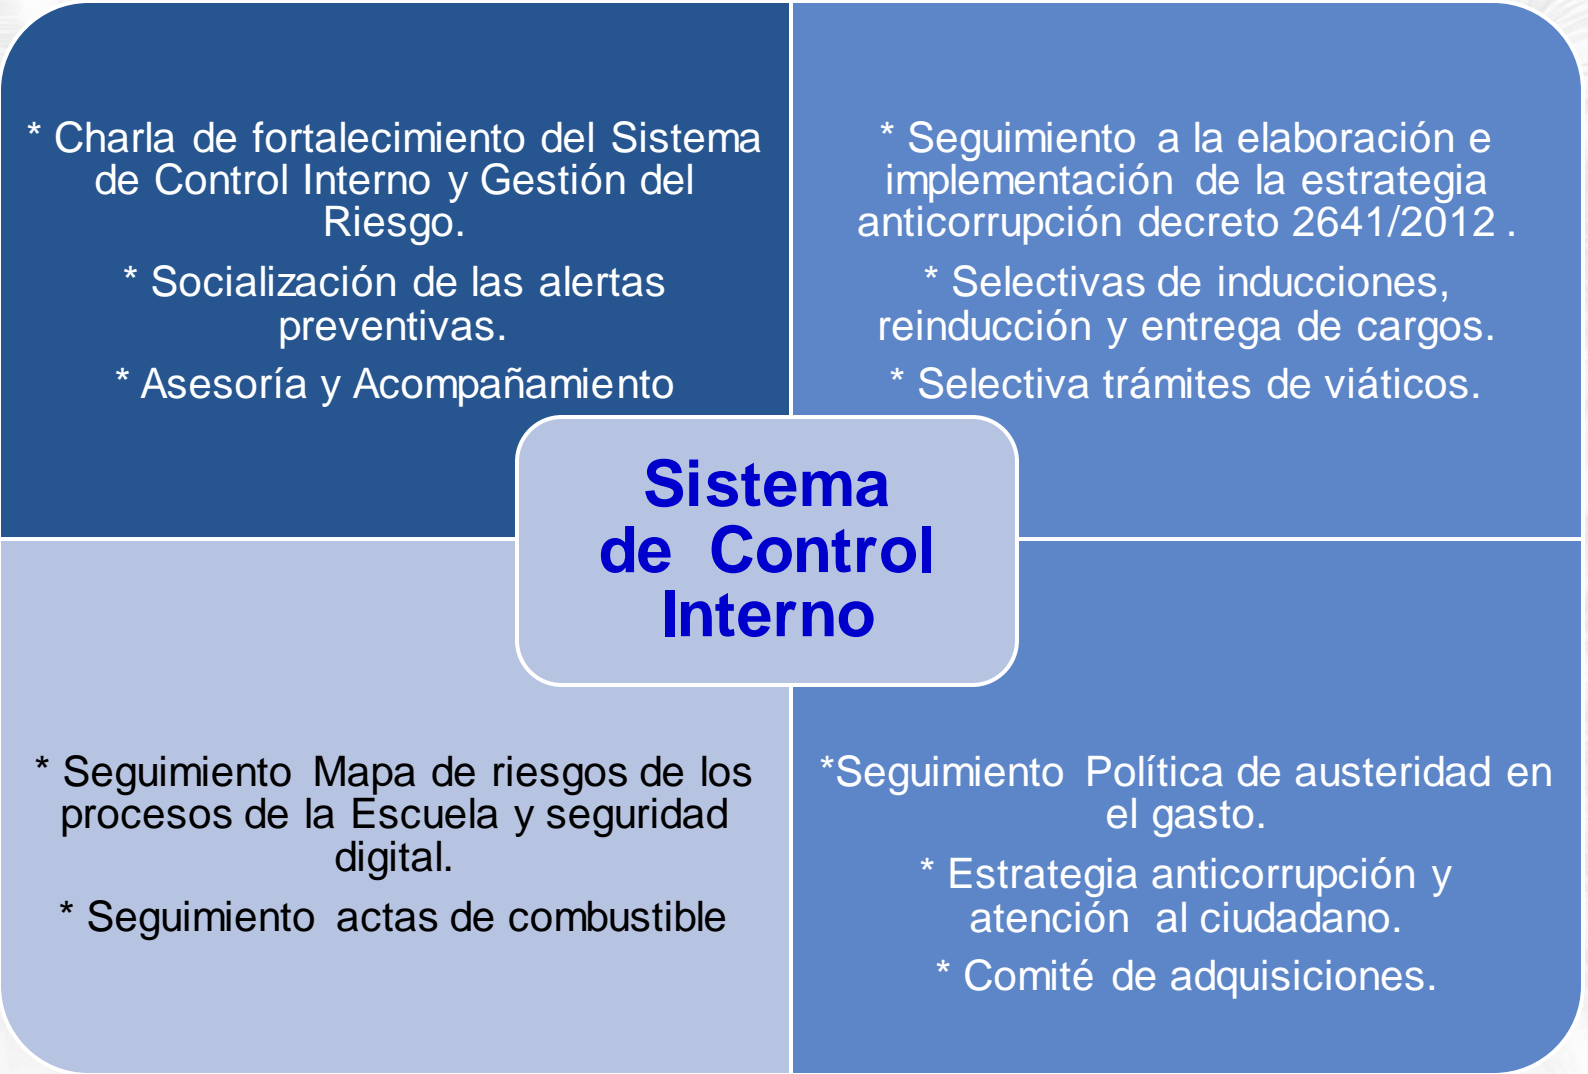 * Charla de fortalecimiento del Sistema
de Control Interno y Gestión del
Riesgo.
* Socialización de las alertas
preventivas.
* Asesoría y Acompañamiento
* Seguimiento a la elaboración e
implementación de la estrategia
anticorrupción decreto 2641/2012 .
* Selectivas de inducciones,
reinducción y entrega de cargos.
* Selectiva trámites de viáticos.
Sistema
de Control
Interno
* Seguimiento Mapa de riesgos de los
procesos de la Escuela y seguridad
digital.
* Seguimiento actas de combustible
*Seguimiento Política de austeridad en
el gasto.
* Estrategia anticorrupción y
atención al ciudadano.
* Comité de adquisiciones.